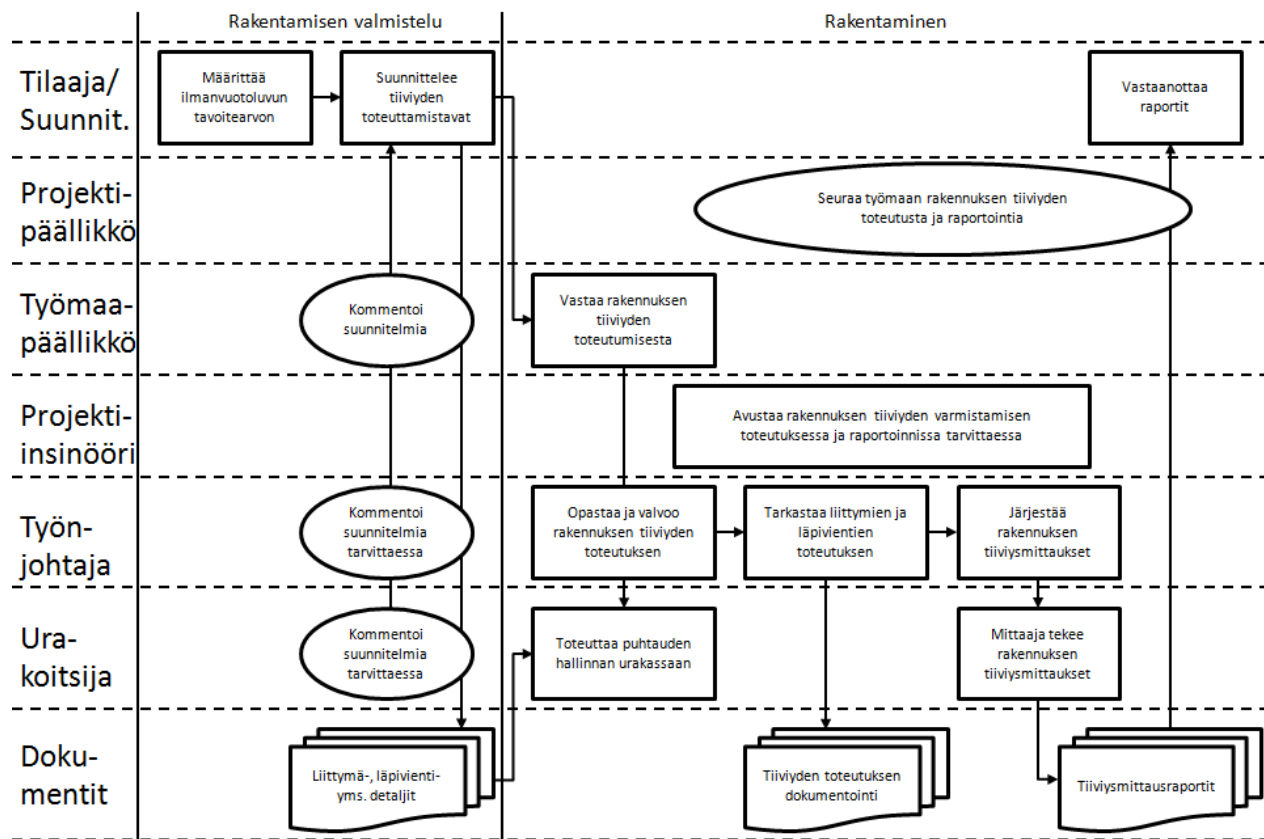 Rakentamisen valmistelu
Rakentaminen
Tilaaja/
Suunnit.
Määrittää
ilmanvuotoluvun
tavoitearvon
Suunnittelee
tiiviyden
toteuttamistavat
Vastaanottaa
raportit
Projekti-
päällikkö
Seuraa työmaan rakennuksen tiiviyden
toteutusta ja raportointia
Työmaa-
päällikkö
Kommentoi
suunnitelmia
Vastaa rakennuksen
tiiviyden
toteutumisesta
Projekti-
insinööri
Avustaa rakennuksen tiiviyden varmistamisen
toteutuksessa ja raportoinnissa tarvittaessa
Työn-
johtaja
Kommentoi
suunnitelmia
tarvittaessa
Opastaa ja valvoo
rakennuksen tiiviyden
toteutuksen
Tarkastaa liittymien ja
läpivientien
toteutuksen
Järjestää
rakennuksen
tiiviysmittaukset
Ura-
koitsija
Kommentoi
suunnitelmia
tarvittaessa
Toteuttaa puhtauden
hallinnan urakassaan
Mittaaja tekee
rakennuksen
tiiviysmittaukset
Doku-
mentit
Liittymä-, läpivienti-
yms. detaljit
Tiiviyden toteutuksen
dokumentointi
Tiiviysmittausraportit